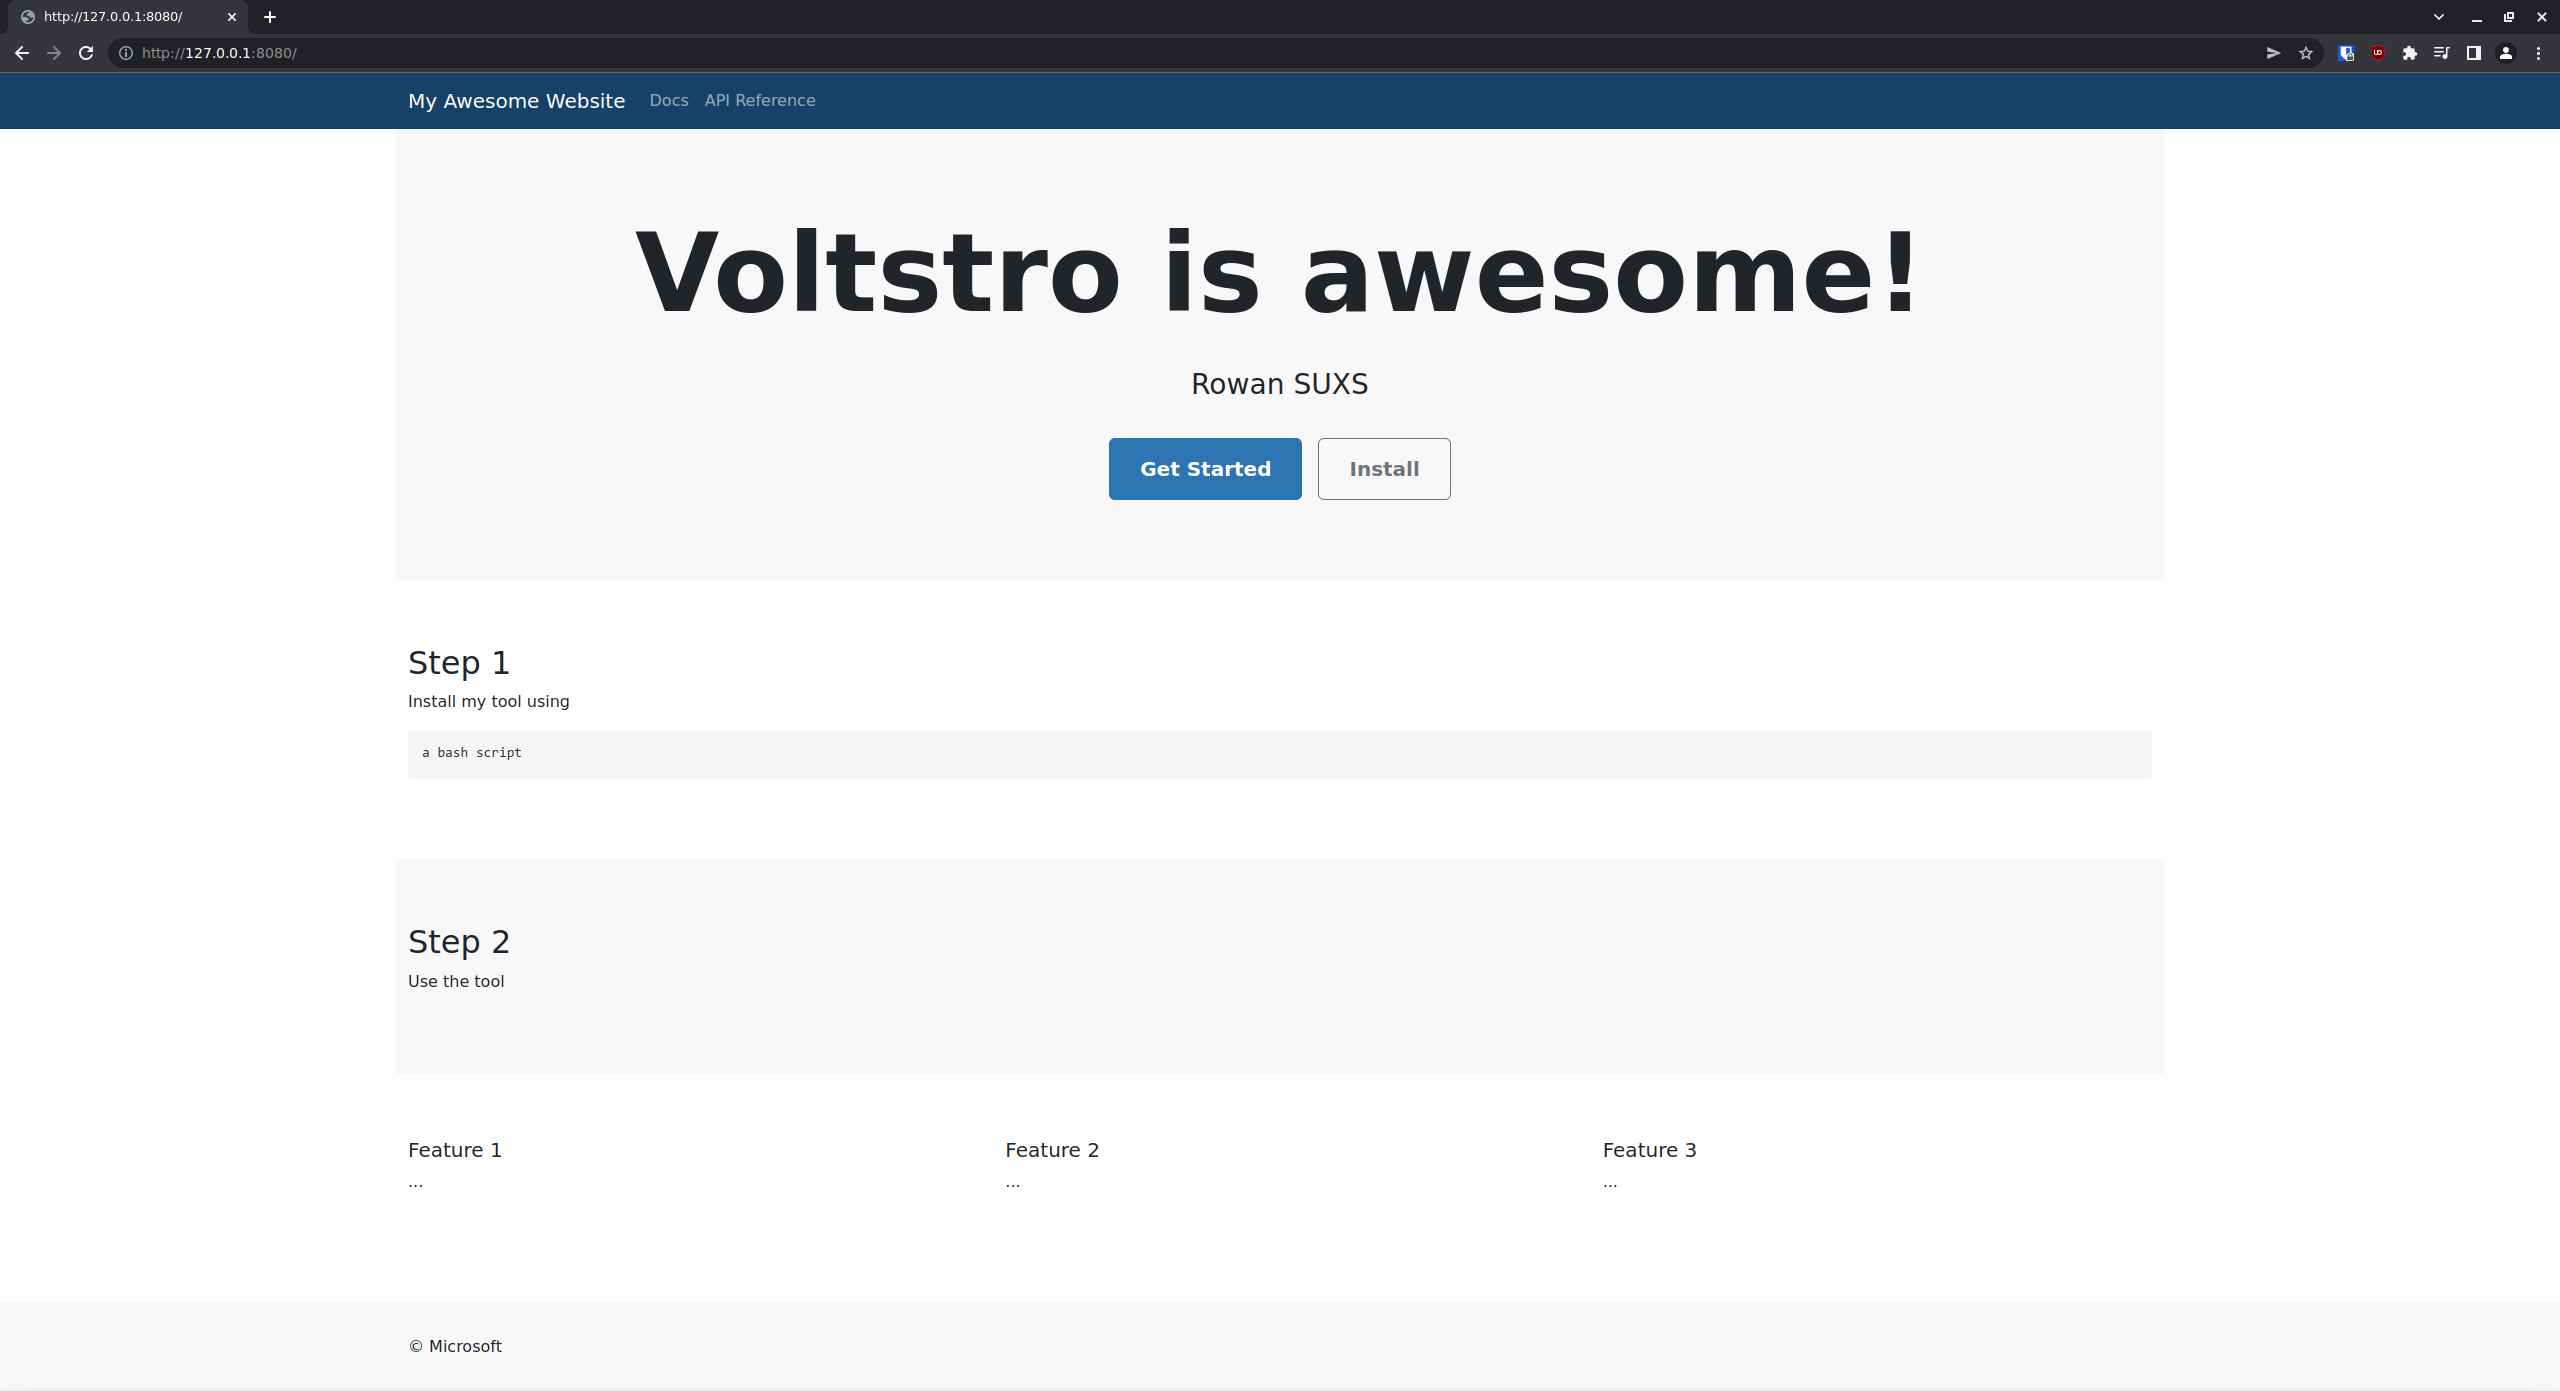 http://127.0.0.1:8080/
http://127.0.0.1:8080/
My Awesome Website Docs API Reference
Voltstro is awesome!
Rowan SUXS
Get Started Install
Step 1
Install my tool using
a bash script
Step 2
Use the tool
Feature 1 Feature 2 Feature 3
... ... ...
© Microsoft